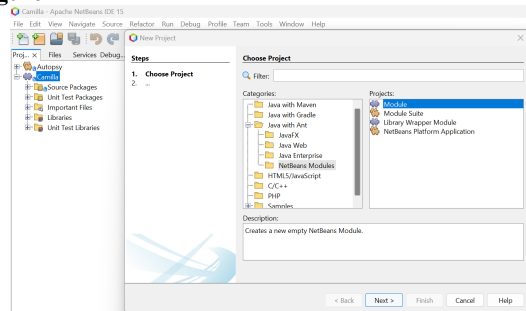 Camilla - Apache NetBeans IDE 15
File Edit View Navigate Source Refactor Run Debug Profile Team Tools Window Help
New Project
Proj... Files Services Debug...
Autopsy
Camilla
Source Packages
Unit Test Packages
Important Files
Libraries
Unit Test Libraries
Steps
1. Choose Project
2. ...
Choose Project
Filter:
Categories:
Java with Maven
Java with Gradle
Java with Ant
JavaFX
Java Web
Java Enterprise
NetBeans Modules
HTML5/JavaScript
C/C++
PHP
Samples
Projects:
Module
Module Suite
Library Wrapper Module
NetBeans Platform Application
Description:
Creates a new empty NetBeans Module.
< Back Next > Finish Cancel Help